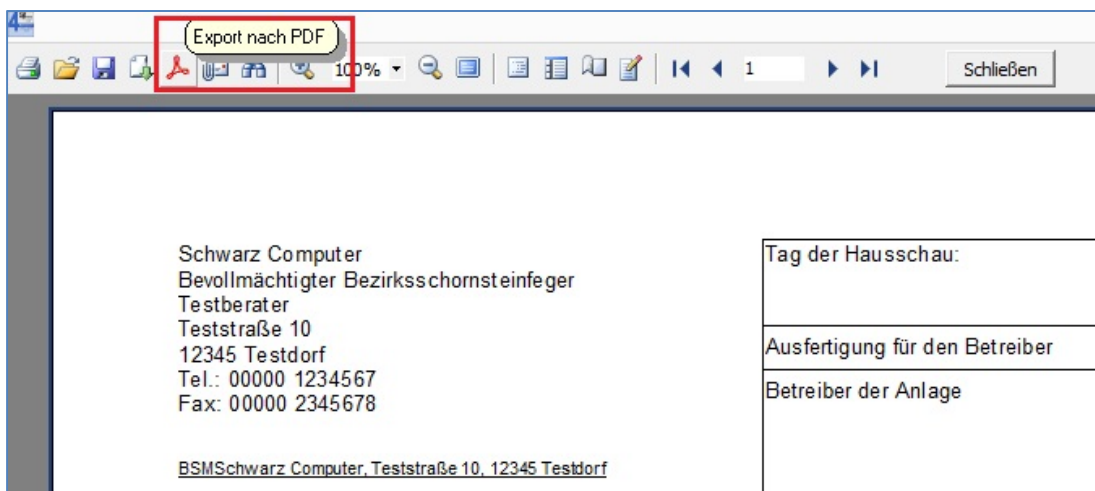 Export nach PDF
100%
1
Schließen
Schwarz Computer
Bevollmächtigter Bezirksschornsteinfeger
Testberater
Teststraße 10
12345 Testdorf
Tel.: 00000 1234567
Fax: 00000 2345678
BSMSchwarz Computer, Teststraße 10, 12345 Testdorf
Tag der Hausschau:
Ausfertigung für den Betreiber
Betreiber der Anlage